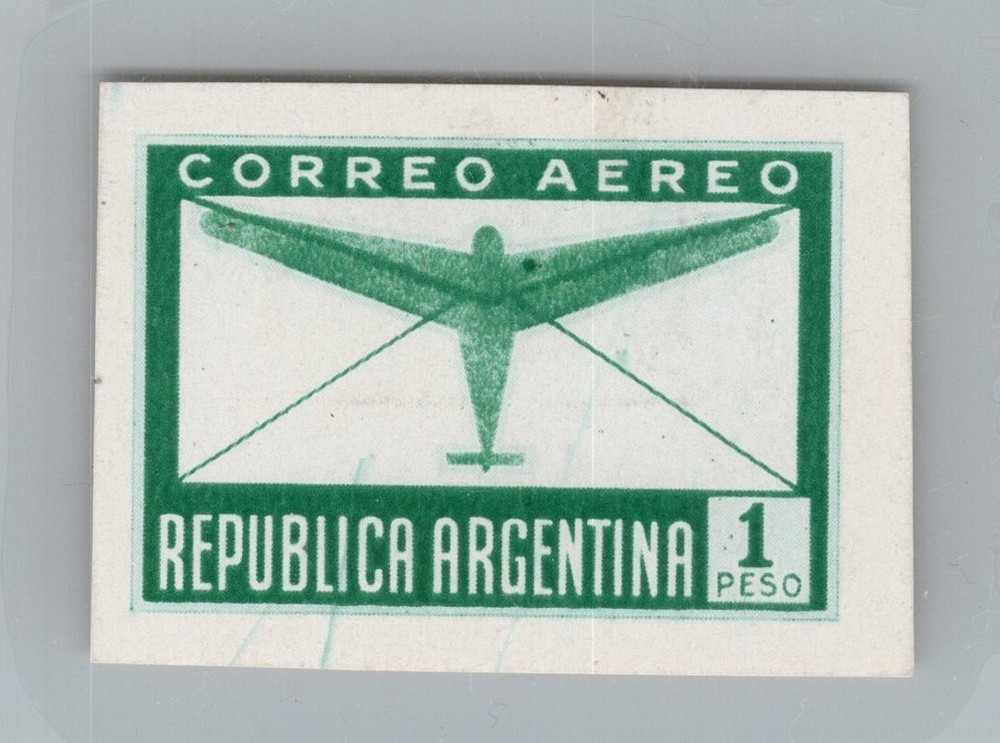 CORREO AEREO
REPUBLICA ARGENTINA
1
PESO